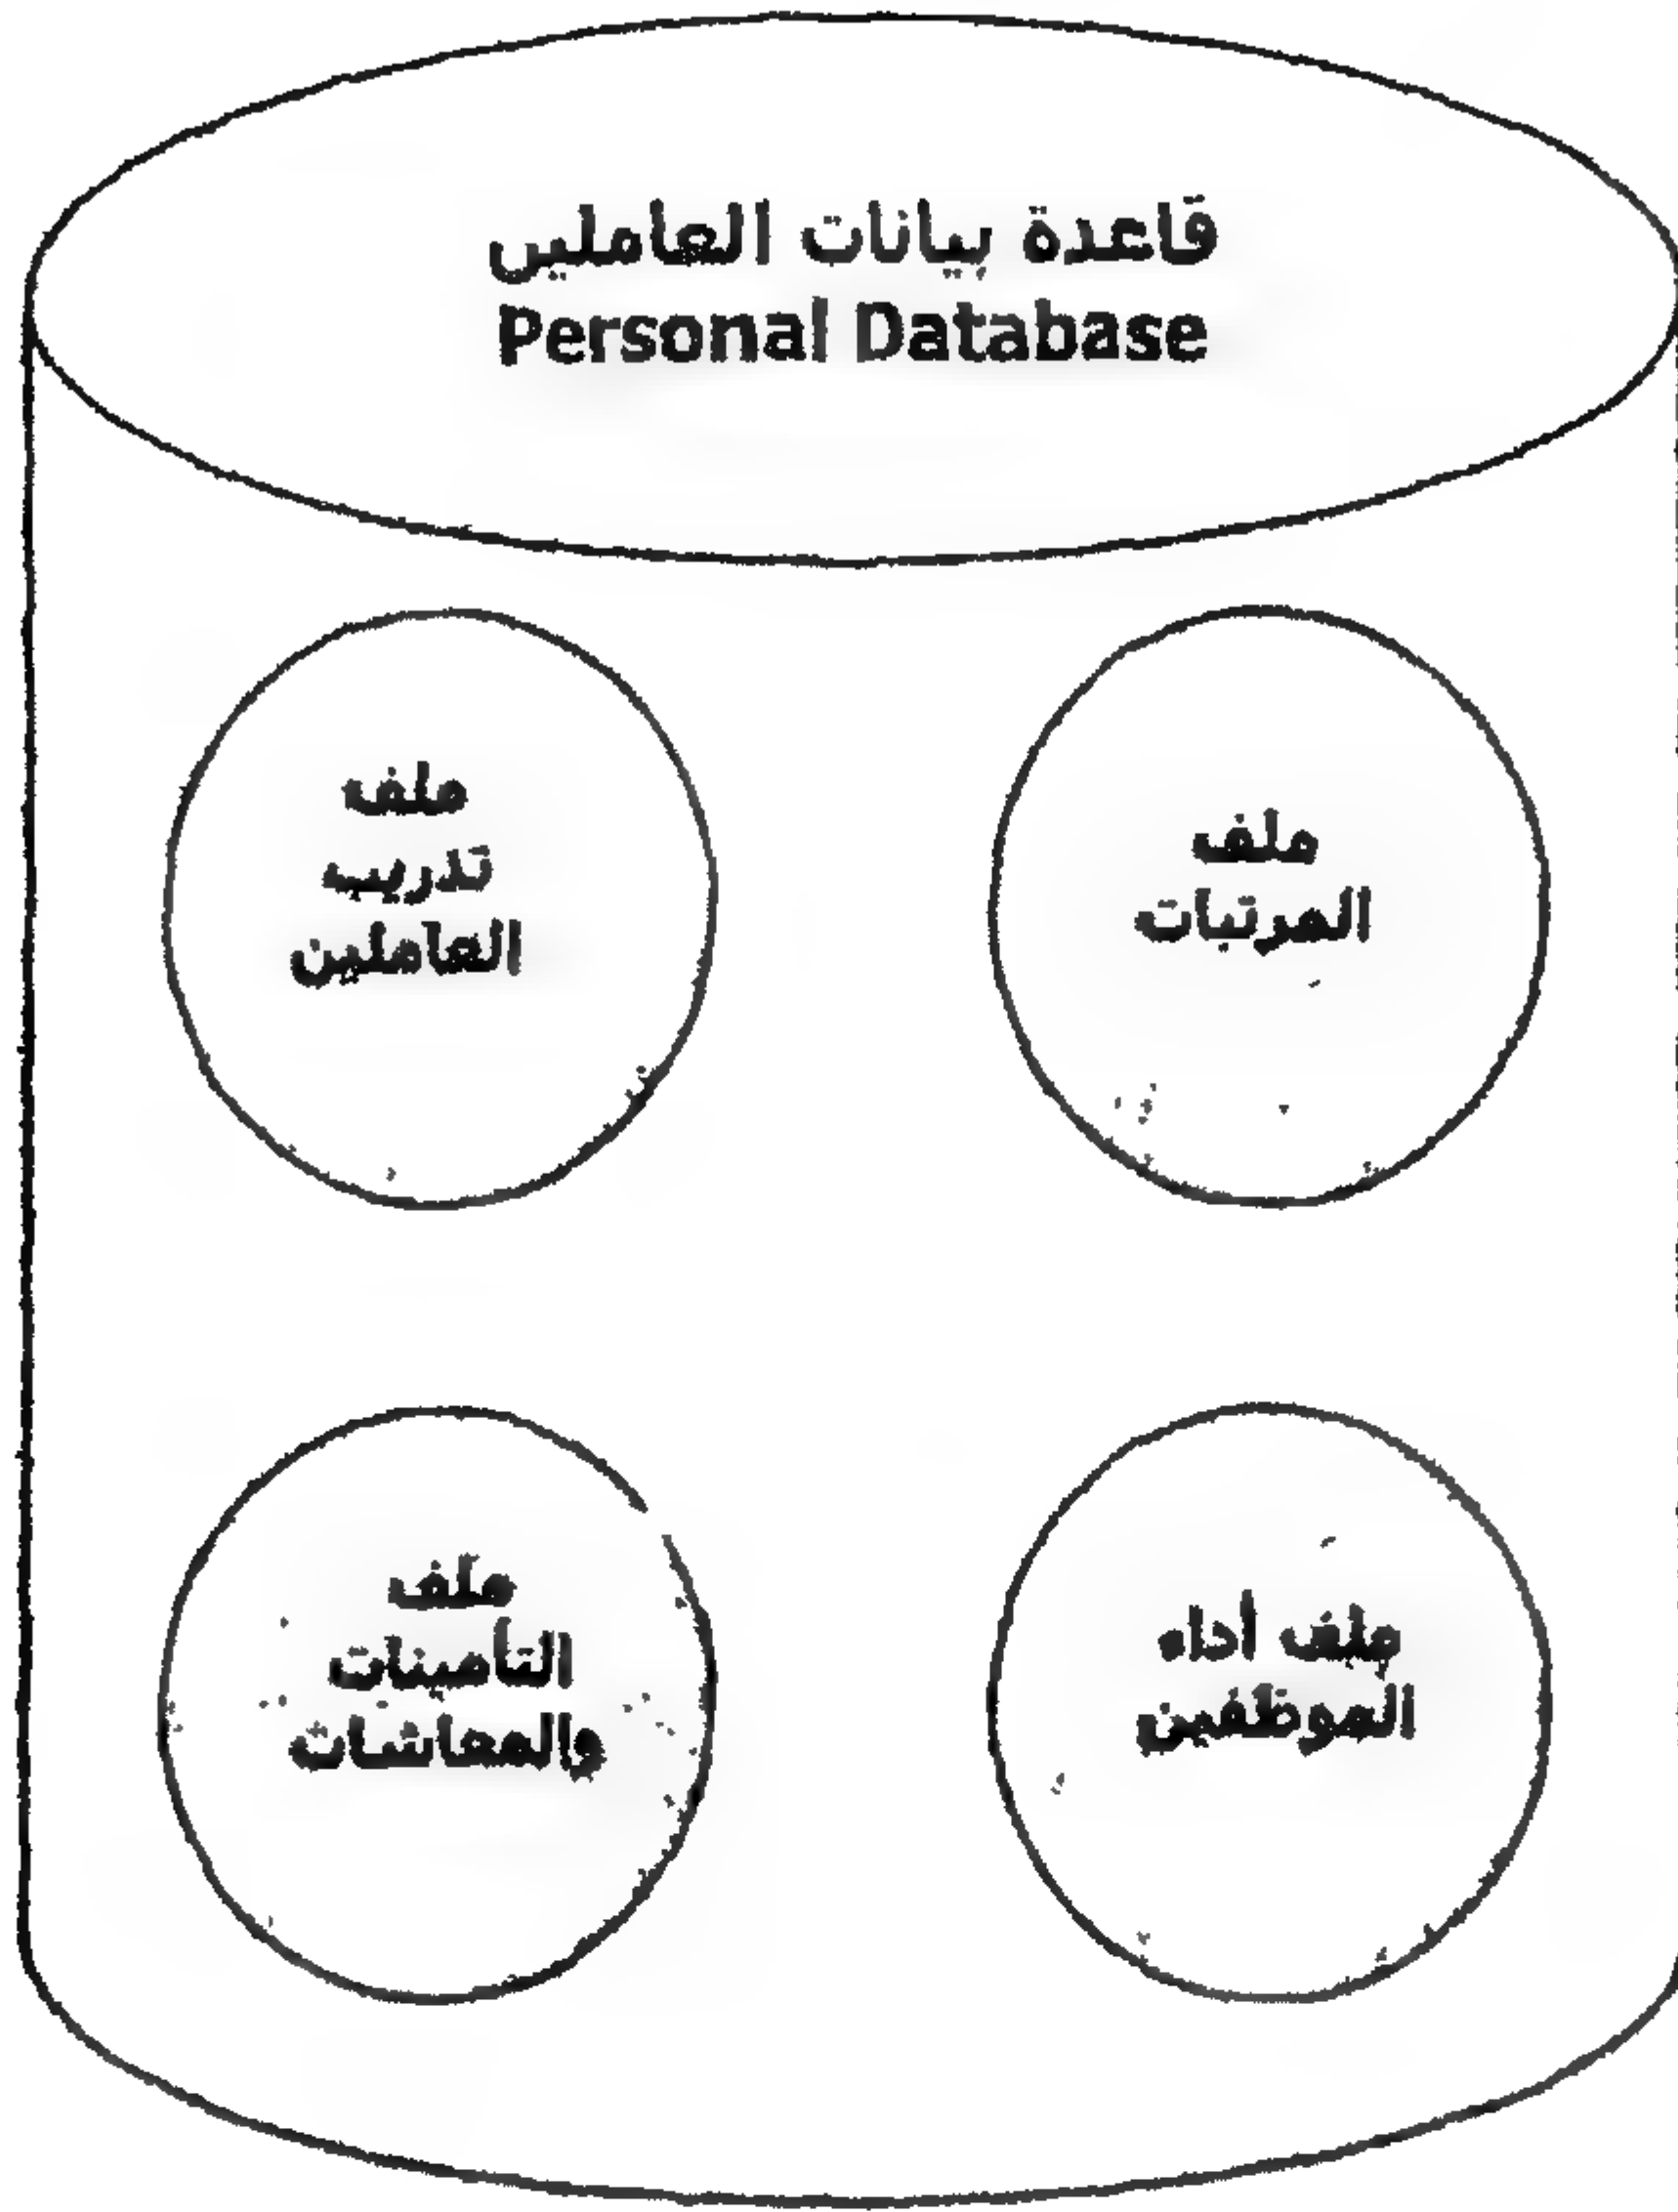 قاعدة بيانات العاملين
Personal Database
ملف
المرتبات
ملف
تدريب
العاملين
ملف أداء
الموظفين
ملف
التأمينات
والمعاشات